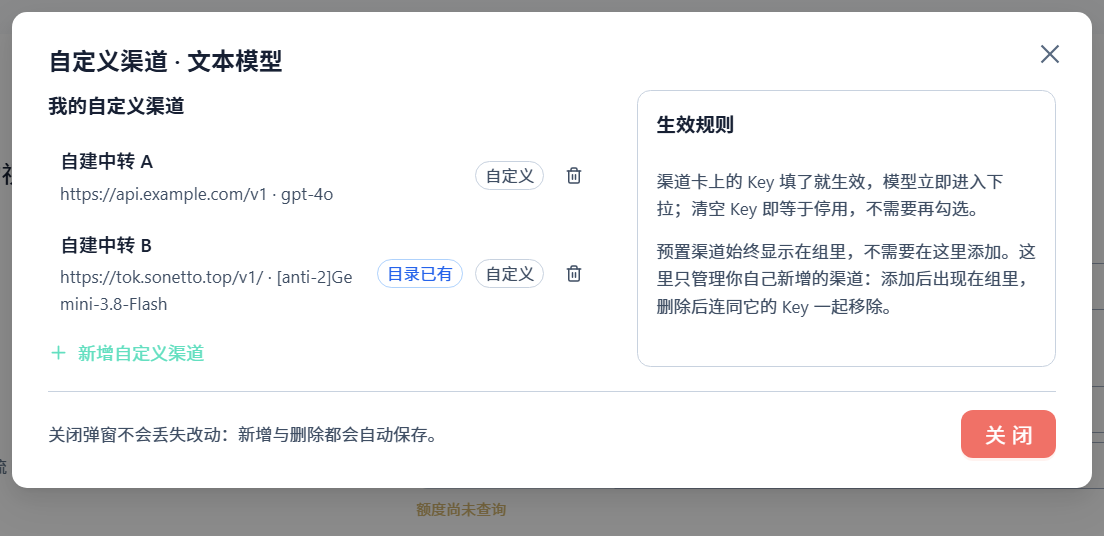 自定义渠道 · 文本模型
我的自定义渠道
自建中转 A
https://api.example.com/v1 · gpt-4o
自定义
自建中转 B
https://tok.sonetto.top/v1/ · [anti-2]Ge
mini-3.8-Flash
目录已有
自定义
新增自定义渠道
生效规则
渠道卡上的 Key 填了就生效，模型立即进入下
拉；清空 Key 即等于停用，不需要再勾选。
预置渠道始终显示在组里，不需要在这里添加。这
里只管理你自己新增的渠道：添加后出现在组里，
删除后连同它的 Key 一起移除。
关闭弹窗不会丢失改动：新增与删除都会自动保存。
关 闭
额度尚未查询